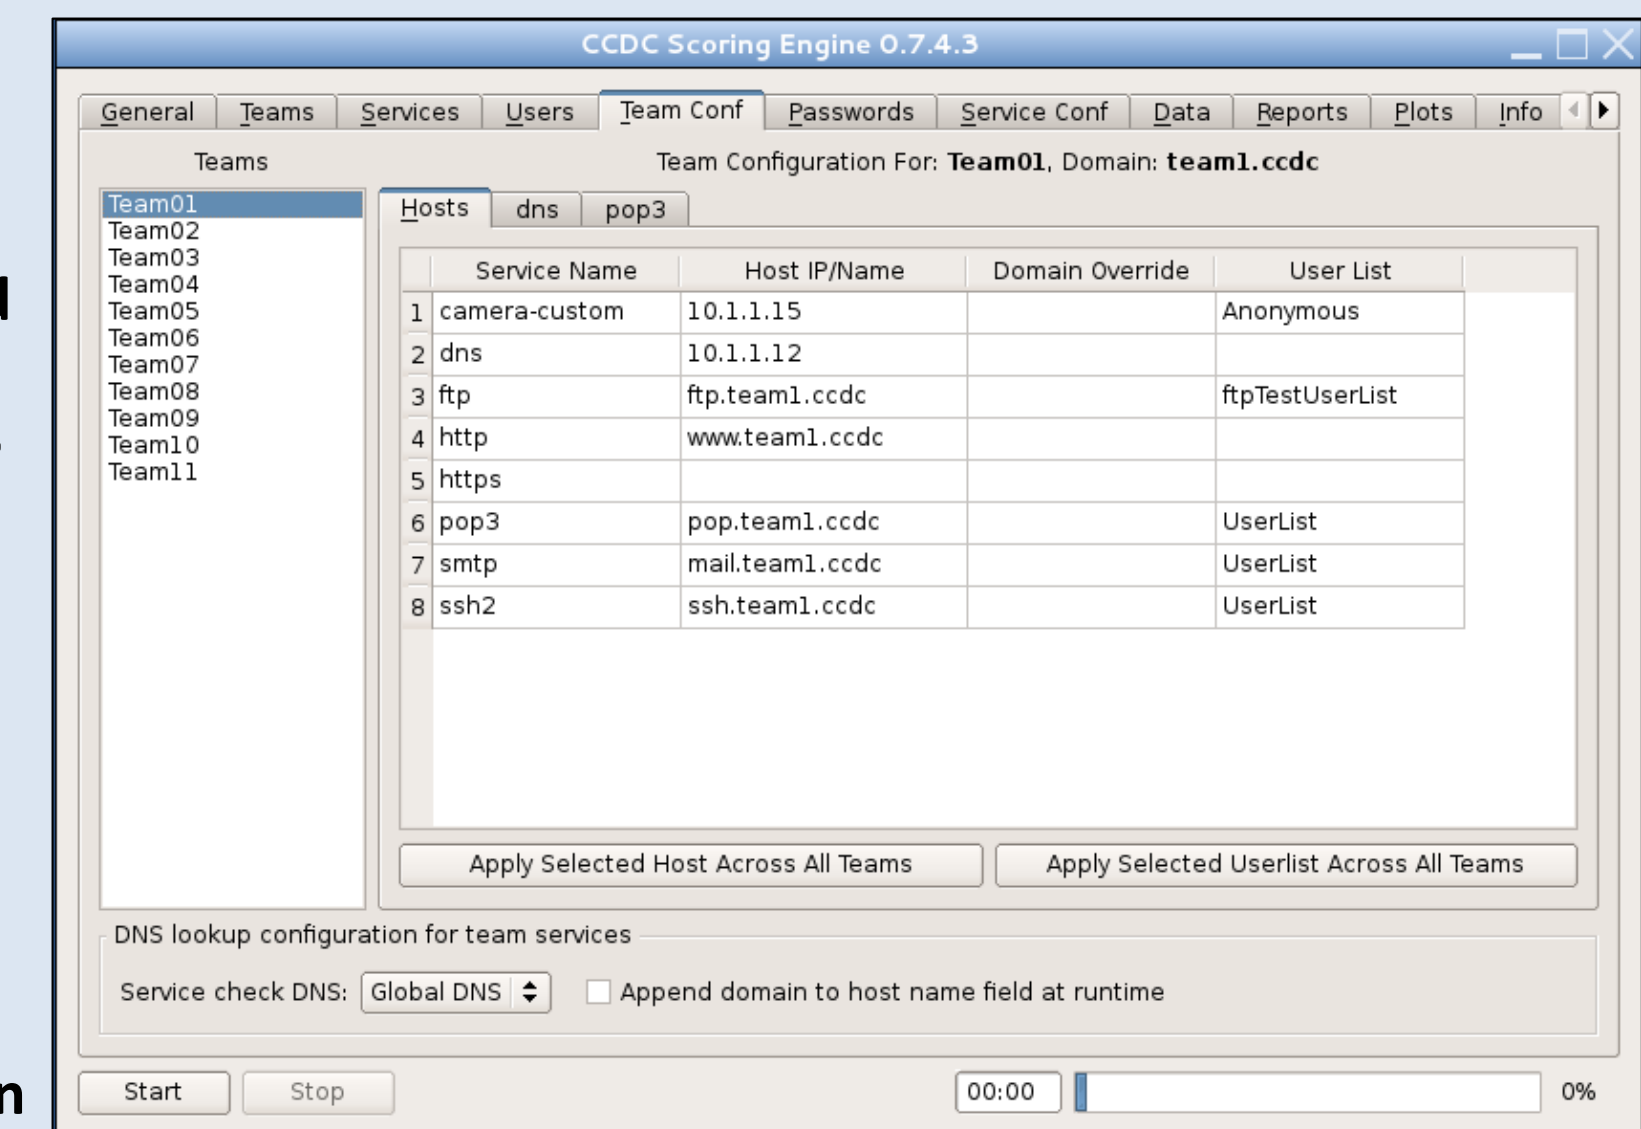 CCDC Scoring Engine 0.7.4.3
General Teams Services Users Team Conf Passwords Service Conf Data Reports Plots Info
Teams
Team Configuration For: Team01, Domain: team1.ccdc
Team01
Team02
Team03
Team04
Team05
Team06
Team07
Team08
Team09
Team10
Team11
Hosts dns pop3
Service Name Host IP/Name Domain Override User List
1 camera-custom 10.1.1.15 Anonymous
2 dns 10.1.1.12
3 ftp ftp.team1.ccdc ftpTestUserList
4 http www.team1.ccdc
5 https
6 pop3 pop.team1.ccdc UserList
7 smtp mail.team1.ccdc UserList
8 ssh2 ssh.team1.ccdc UserList
Apply Selected Host Across All Teams Apply Selected Userlist Across All Teams
DNS lookup configuration for team services
Service check DNS: Global DNS Append domain to host name field at runtime
Start Stop 00:00 0%